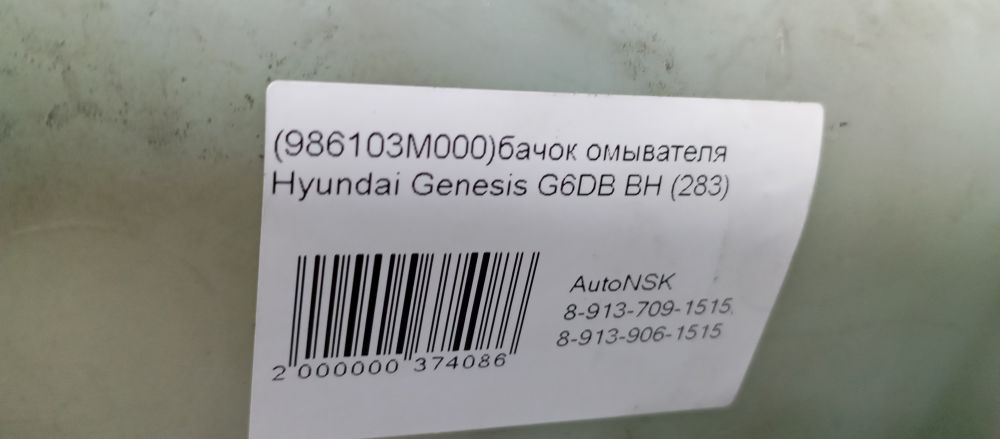 (986103M000)бачок омывателя
Hyundai Genesis G6DB BH (283)
AutoNSK
8-913-709-1515,
8-913-906-1515
2 000000 374086